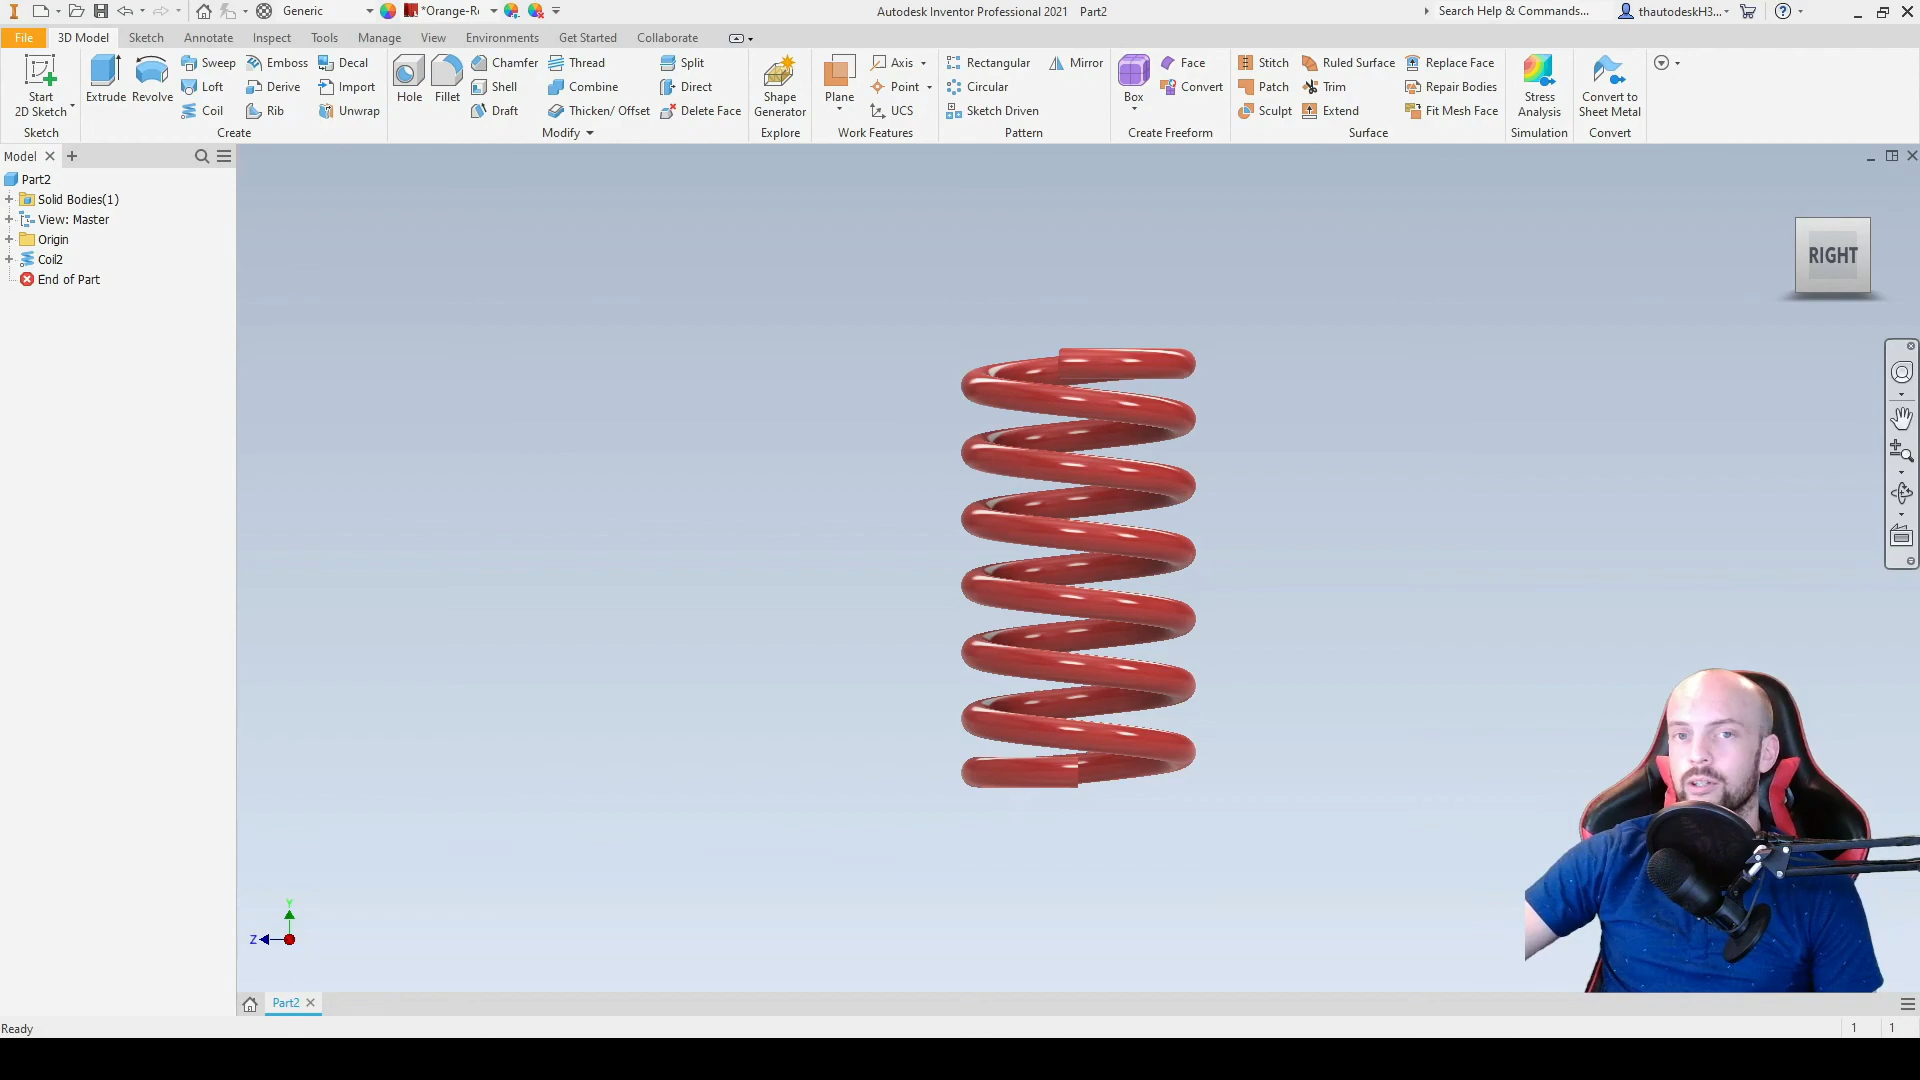 Generic *Orange-Re Autodesk Inventor Professional 2021 Part2 Search Help & Commands... thautodeskH3...
File 3D Model Sketch Annotate Inspect Tools Manage View Environments Get Started Collaborate
Start 2D Sketch
Sketch
Extrude Revolve Sweep Emboss Decal
Loft Derive Import
Coil Rib Unwrap
Create
Hole Fillet Chamfer Thread Split
Shell Combine Direct
Draft Thicken/ Offset Delete Face
Modify
Shape Generator
Explore
Plane Axis
Point
UCS
Work Features
Rectangular Mirror
Circular
Sketch Driven
Pattern
Box Face
Convert
Create Freeform
Stitch Ruled Surface Replace Face
Patch Trim Repair Bodies
Sculpt Extend Fit Mesh Face
Surface
Stress Analysis
Simulation
Convert to Sheet Metal
Convert
Model
Part2
Solid Bodies(1)
View: Master
Origin
Coil2
End of Part
RIGHT
Y
Z
Part2
Ready 1 1